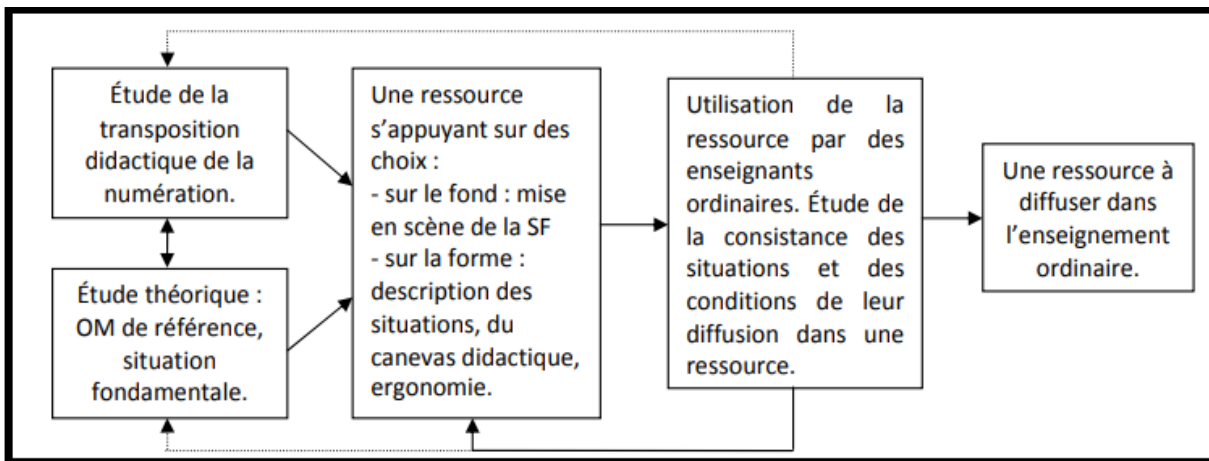 Étude de la
transposition
didactique de la
numération.
Étude théorique :
OM de référence,
situation
fondamentale.
Une ressource
s’appuyant sur des
choix :
- sur le fond : mise
en scène de la SF
- sur la forme :
description des
situations, du
canevas didactique,
ergonomie.
Utilisation de la
ressource par des
enseignants
ordinaires. Étude de
la consistance des
situations et des
conditions de leur
diffusion dans une
ressource.
Une ressource à
diffuser dans
l’enseignement
ordinaire.